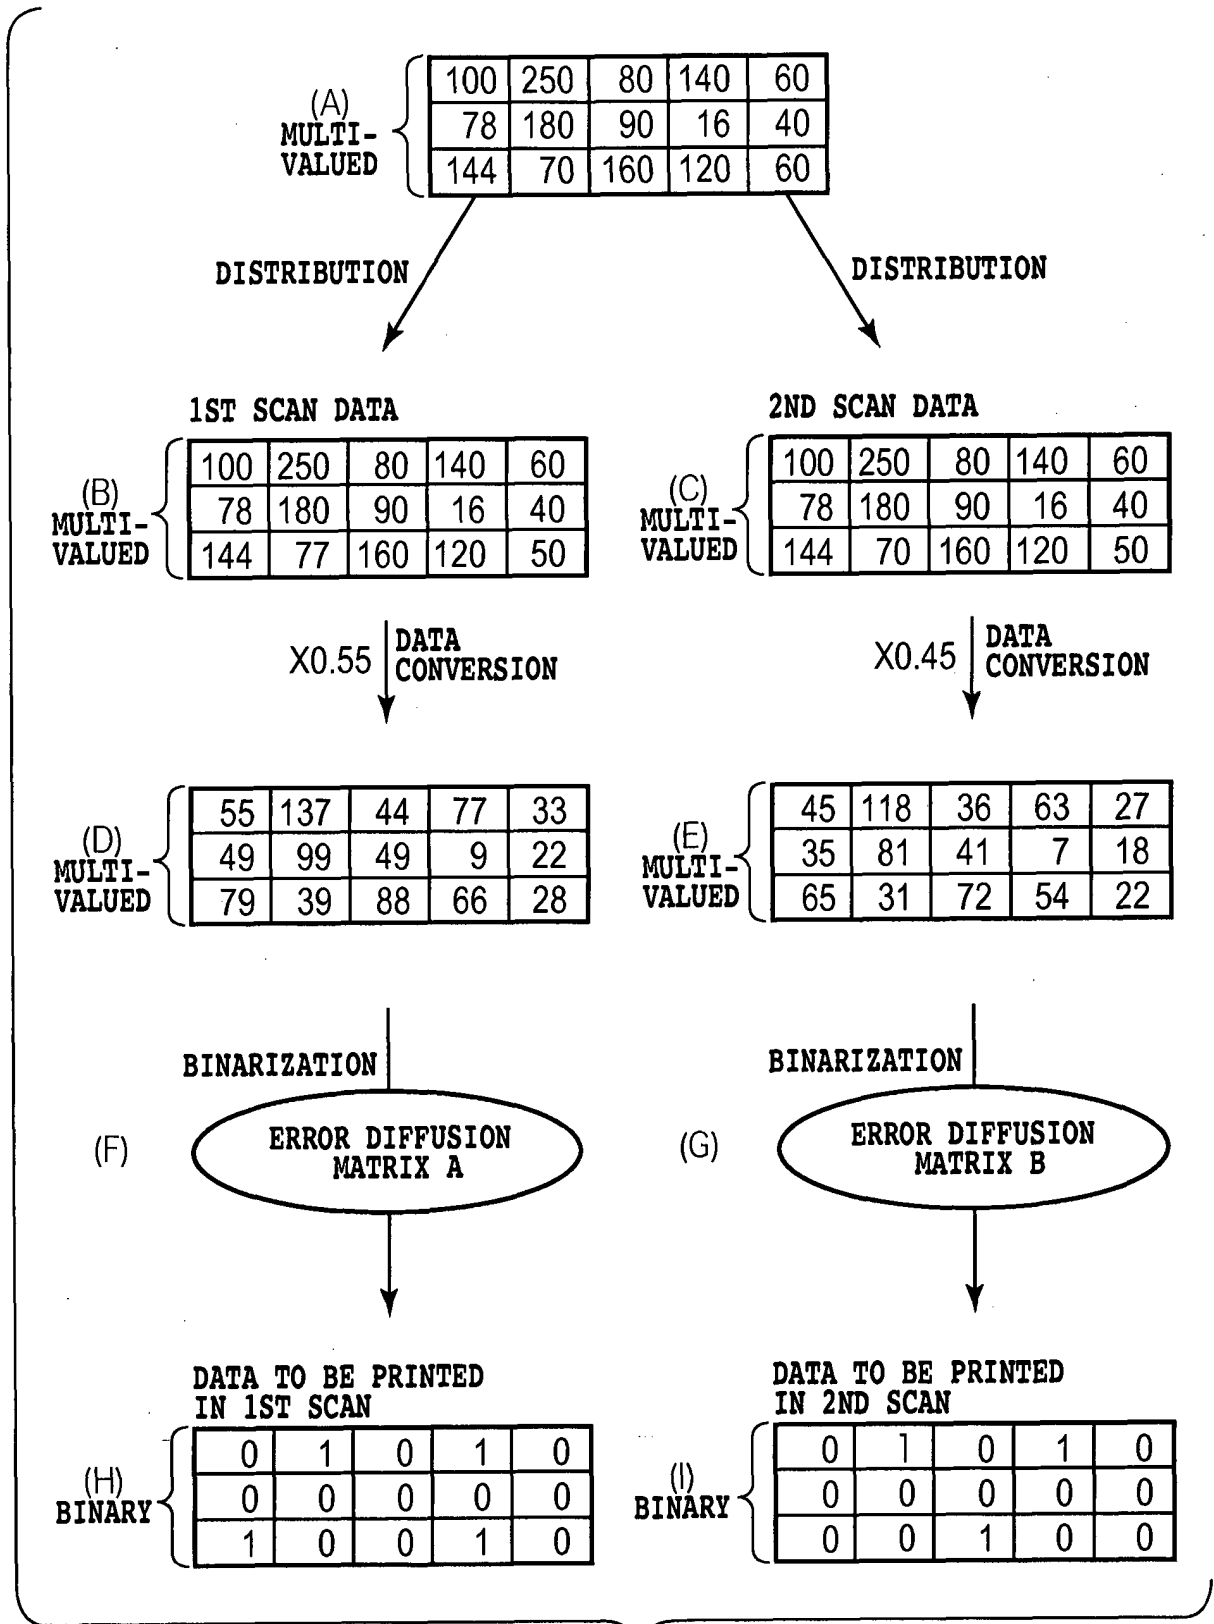 (A)
MULTI-
VALUED
100 250 80 140 60
78 180 90 16 40
144 70 160 120 60
DISTRIBUTION
DISTRIBUTION
1ST SCAN DATA
(B)
MULTI-
VALUED
100 250 80 140 60
78 180 90 16 40
144 77 160 120 50
2ND SCAN DATA
(C)
MULTI-
VALUED
100 250 80 140 60
78 180 90 16 40
144 70 160 120 50
X0.55
DATA
CONVERSION
X0.45
DATA
CONVERSION
(D)
MULTI-
VALUED
55 137 44 77 33
49 99 49 9 22
79 39 88 66 28
(E)
MULTI-
VALUED
45 118 36 63 27
35 81 41 7 18
65 31 72 54 22
BINARIZATION
BINARIZATION
(F)
ERROR DIFFUSION
MATRIX A
(G)
ERROR DIFFUSION
MATRIX B
DATA TO BE PRINTED
IN 1ST SCAN
(H)
BINARY
0 1 0 1 0
0 0 0 0 0
1 0 0 1 0
DATA TO BE PRINTED
IN 2ND SCAN
(I)
BINARY
0 1 0 1 0
0 0 0 0 0
0 0 1 0 0